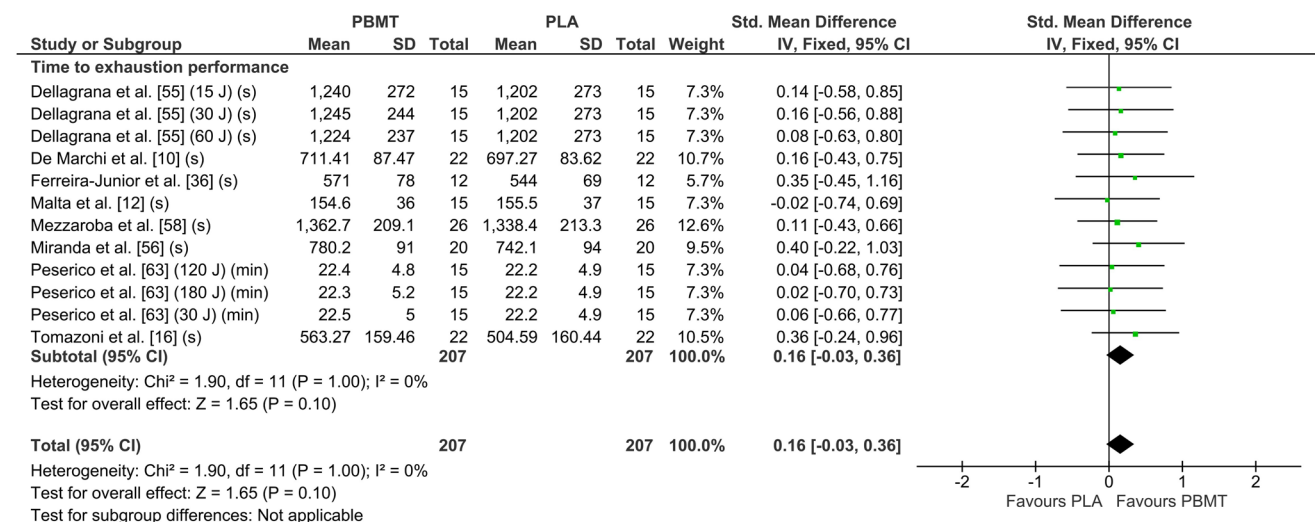 PBMT PLA Std. Mean Difference Std. Mean Difference
Study or Subgroup Mean SD Total Mean SD Total Weight IV, Fixed, 95% CI IV, Fixed, 95% CI
Time to exhaustion performance
Dellagrana et al. [55] (15 J) (s) 1,240 272 15 1,202 273 15 7.3% 0.14 [-0.58, 0.85]
Dellagrana et al. [55] (30 J) (s) 1,245 244 15 1,202 273 15 7.3% 0.16 [-0.56, 0.88]
Dellagrana et al. [55] (60 J) (s) 1,224 237 15 1,202 273 15 7.3% 0.08 [-0.63, 0.80]
De Marchi et al. [10] (s) 711.41 87.47 22 697.27 83.62 22 10.7% 0.16 [-0.43, 0.75]
Ferreira-Junior et al. [36] (s) 571 78 12 544 69 12 5.7% 0.35 [-0.45, 1.16]
Malta et al. [12] (s) 154.6 36 15 155.5 37 15 7.3% -0.02 [-0.74, 0.69]
Mezzaroba et al. [58] (s) 1,362.7 209.1 26 1,338.4 213.3 26 12.6% 0.11 [-0.43, 0.66]
Miranda et al. [56] (s) 780.2 91 20 742.1 94 20 9.5% 0.40 [-0.22, 1.03]
Peserico et al. [63] (120 J) (min) 22.4 4.8 15 22.2 4.9 15 7.3% 0.04 [-0.68, 0.76]
Peserico et al. [63] (180 J) (min) 22.3 5.2 15 22.2 4.9 15 7.3% 0.02 [-0.70, 0.73]
Peserico et al. [63] (30 J) (min) 22.5 5 15 22.2 4.9 15 7.3% 0.06 [-0.66, 0.77]
Tomazoni et al. [16] (s) 563.27 159.46 22 504.59 160.44 22 10.5% 0.36 [-0.24, 0.96]
Subtotal (95% CI) 207 207 100.0% 0.16 [-0.03, 0.36]
Heterogeneity: Chi² = 1.90, df = 11 (P = 1.00); I² = 0%
Test for overall effect: Z = 1.65 (P = 0.10)
Total (95% CI) 207 207 100.0% 0.16 [-0.03, 0.36]
Heterogeneity: Chi² = 1.90, df = 11 (P = 1.00); I² = 0%
Test for overall effect: Z = 1.65 (P = 0.10)
Test for subgroup differences: Not applicable
-2 -1 0 1 2
Favours PLA Favours PBMT